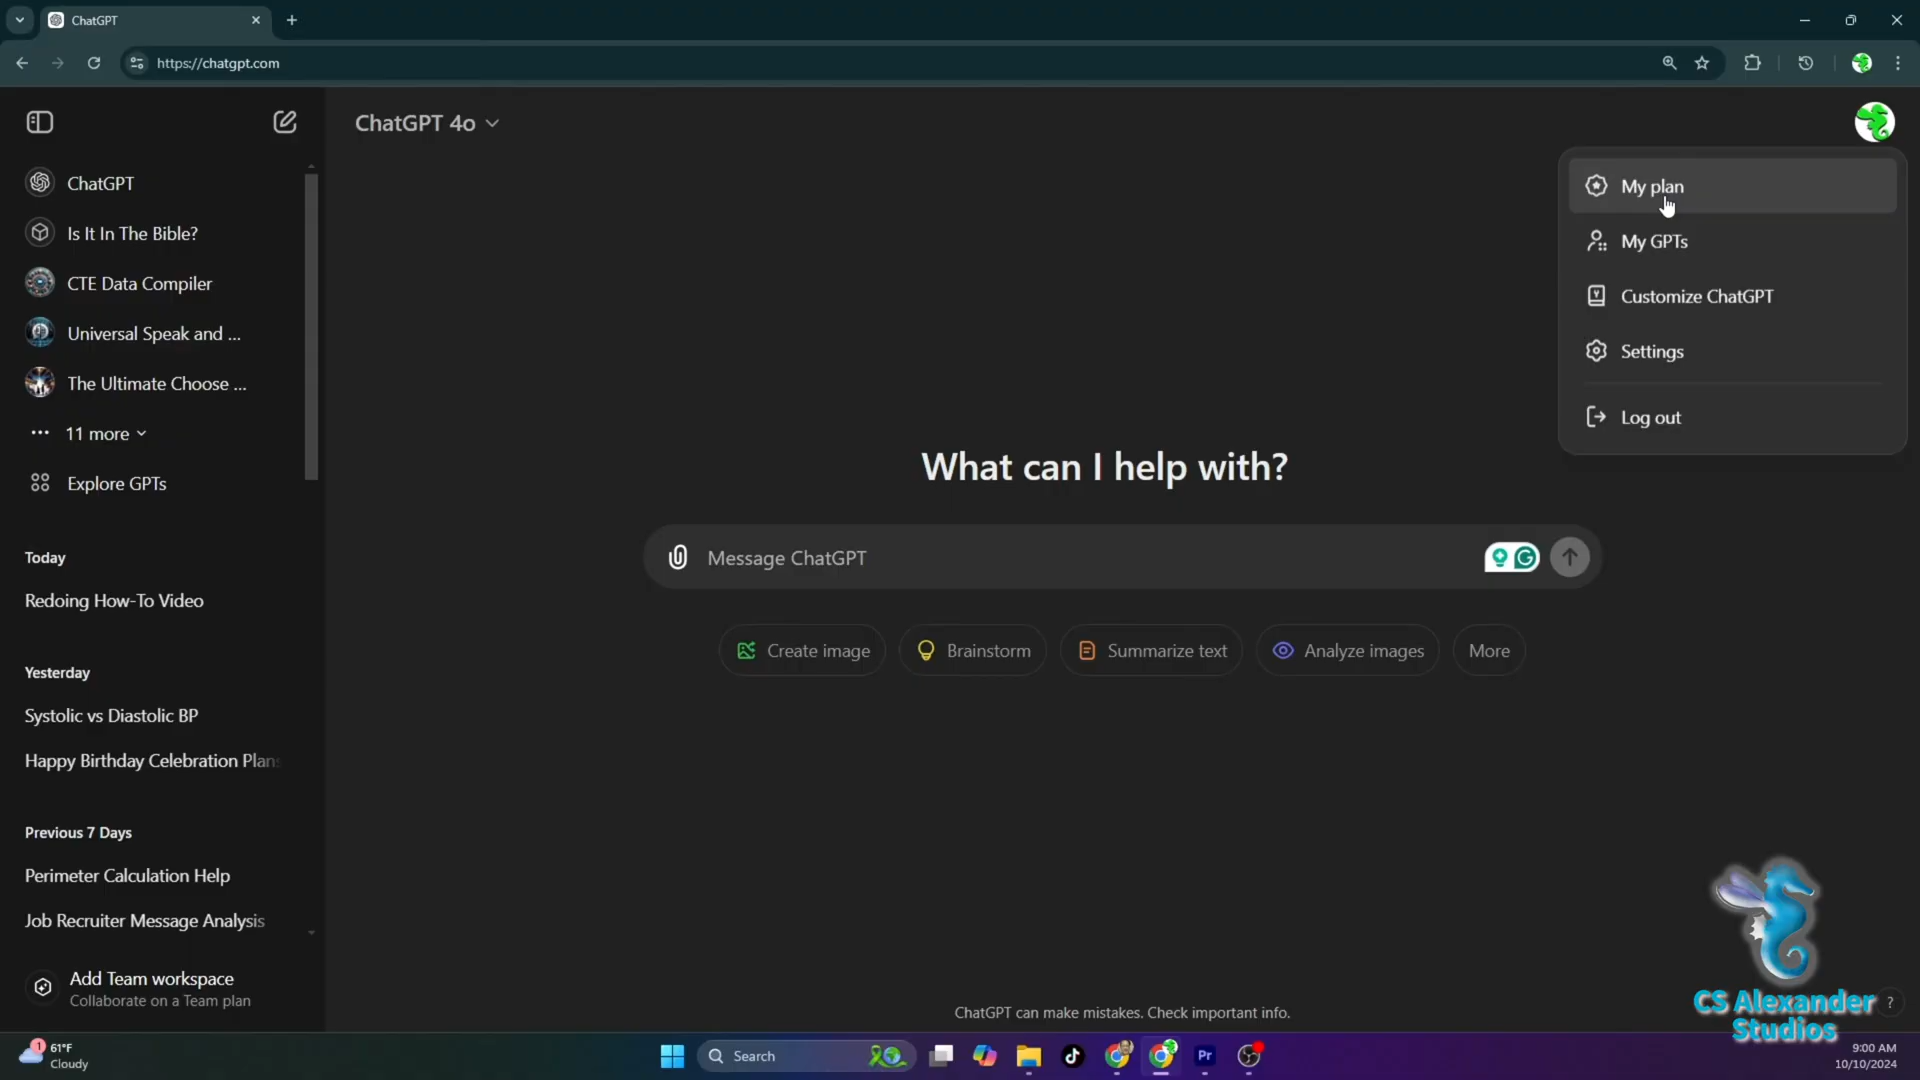 ChatGPT
https://chatgpt.com
ChatGPT 4o
ChatGPT
Is It In The Bible?
CTE Data Compiler
Universal Speak and ...
The Ultimate Choose ...
11 more
Explore GPTs
Today
Redoing How-To Video
Yesterday
Systolic vs Diastolic BP
Happy Birthday Celebration Plans
Previous 7 Days
Perimeter Calculation Help
Job Recruiter Message Analysis
Add Team workspace
Collaborate on a Team plan
My plan
My GPTs
Customize ChatGPT
Settings
Log out
What can I help with?
Message ChatGPT
Create image
Brainstorm
Summarize text
Analyze images
More
ChatGPT can make mistakes. Check important info.
?
CS Alexander
Studios
1
61°F
Cloudy
Search
Pr
9:00 AM
10/10/2024